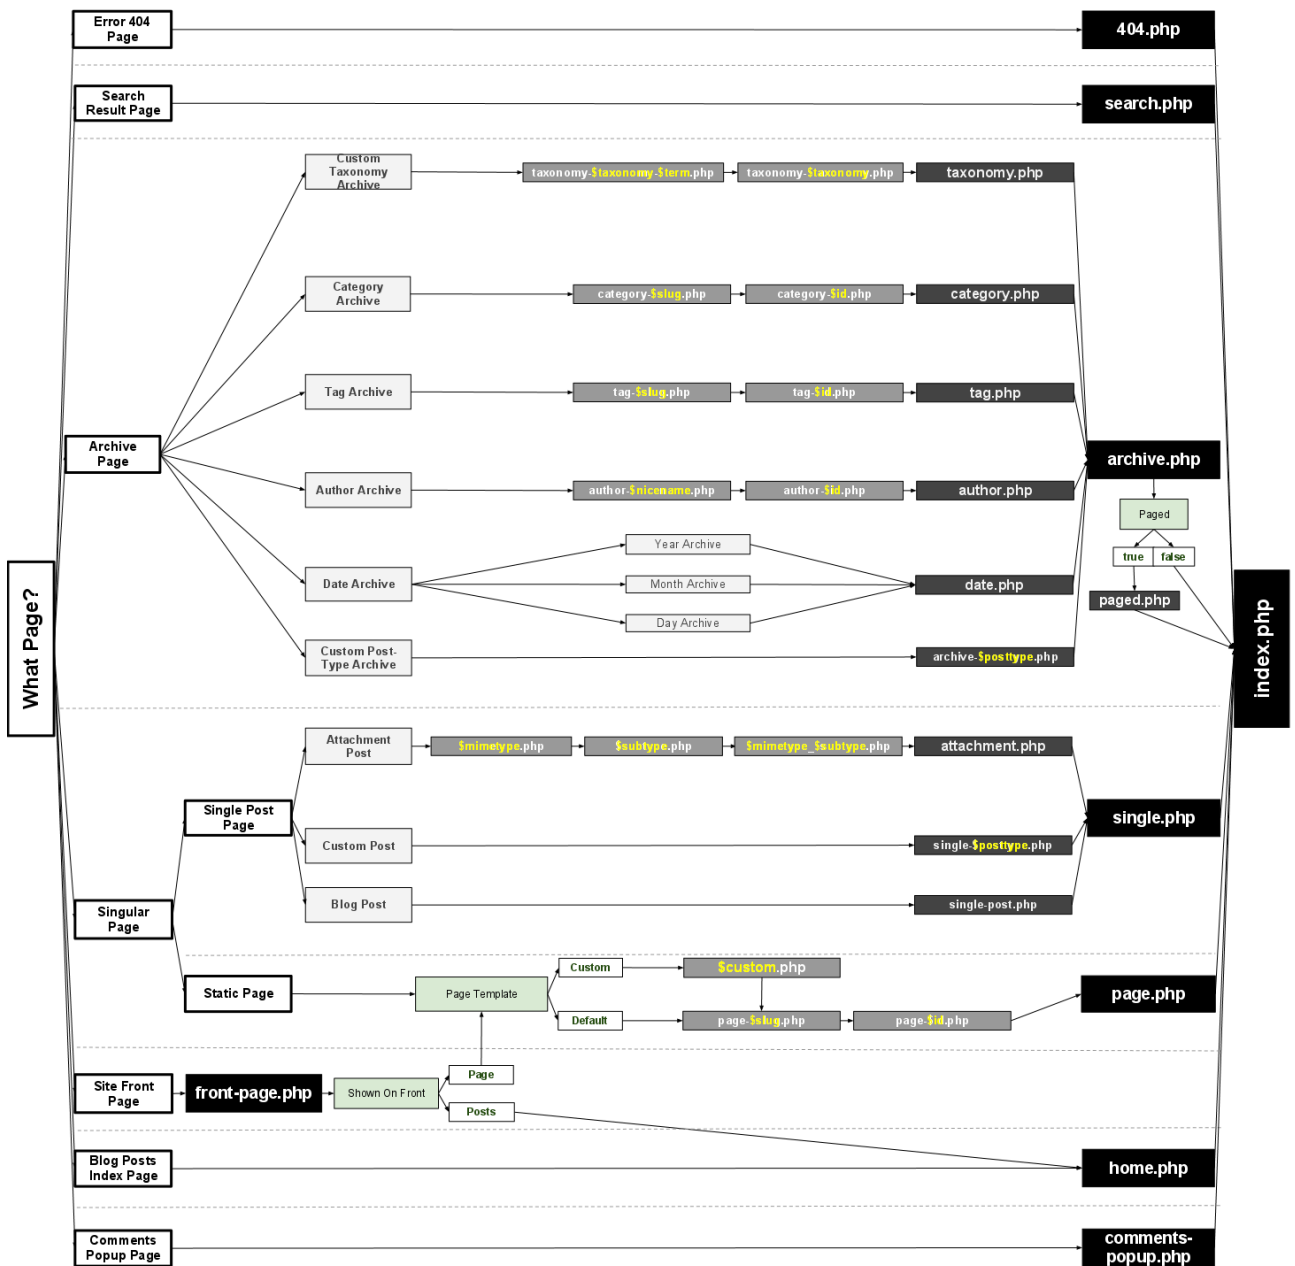 Error 404
Page
404.php
Search
Result Page
search.php
Custom
Taxonomy
Archive
taxonomy-$taxonomy-$term.php
taxonomy-$taxonomy.php
taxonomy.php
Category
Archive
category-$slug.php
category-$id.php
category.php
Tag Archive
tag-$slug.php
tag-$id.php
tag.php
Archive
Page
archive.php
Author Archive
author-$nicename.php
author-$id.php
author.php
Paged
true
false
paged.php
Date Archive
Year Archive
Month Archive
Day Archive
date.php
Custom Post-
Type Archive
archive-$posttype.php
What Page?
index.php
Attachment
Post
$mimetype.php
$subtype.php
$mimetype_$subtype.php
attachment.php
Single Post
Page
single.php
Custom Post
single-$posttype.php
Blog Post
single-post.php
Singular
Page
Static Page
Page Template
Custom
$custom.php
Default
page-$slug.php
page-$id.php
page.php
Site Front
Page
front-page.php
Shown On Front
Page
Posts
Blog Posts
Index Page
home.php
Comments
Popup Page
comments-
popup.php